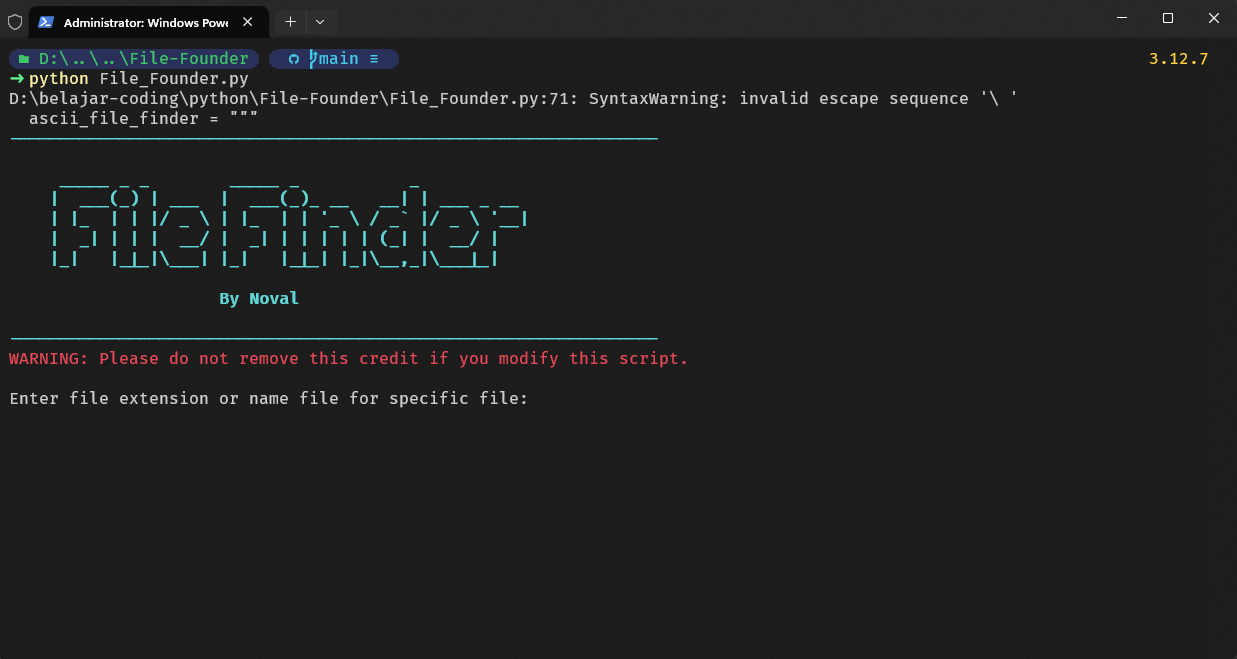 Administrator: Windows Powe
D:\..\..\File-Founder main ≡ 3.12.7
➜ python File_Founder.py
D:\belajar-coding\python\File-Founder\File_Founder.py:71: SyntaxWarning: invalid escape sequence '\ '
ascii_file_finder = """
File Finder
By Noval
WARNING: Please do not remove this credit if you modify this script.
Enter file extension or name file for specific file: